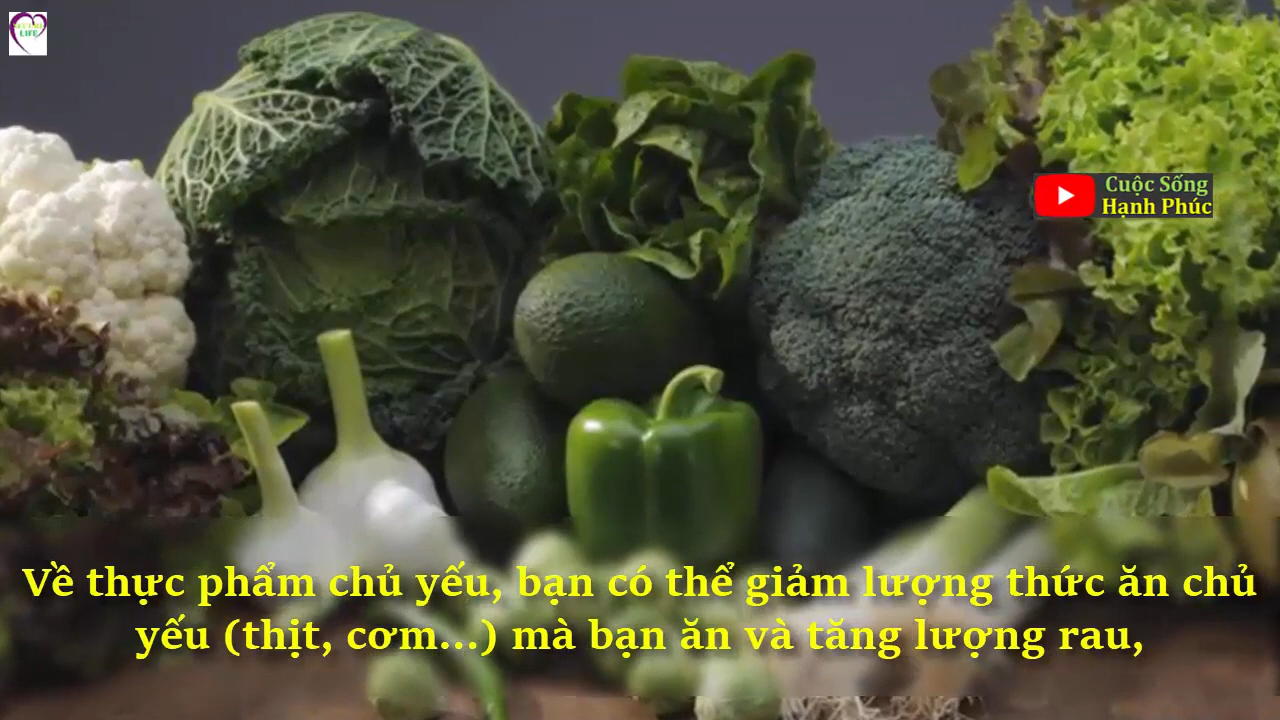 LIFE
Cuộc Sống
Hạnh Phúc
Về thực phẩm chủ yếu, bạn có thể giảm lượng thức ăn chủ
yếu (thịt, cơm...) mà bạn ăn và tăng lượng rau,